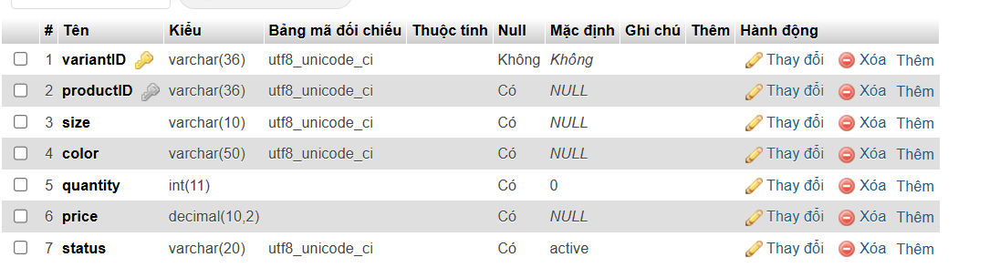 # Tên Kiểu Bảng mã đối chiếu Thuộc tính Null Mặc định Ghi chú Thêm Hành động
1 variantID varchar(36) utf8_unicode_ci Không Không Thay đổi Xóa Thêm
2 productID varchar(36) utf8_unicode_ci Có NULL Thay đổi Xóa Thêm
3 size varchar(10) utf8_unicode_ci Có NULL Thay đổi Xóa Thêm
4 color varchar(50) utf8_unicode_ci Có NULL Thay đổi Xóa Thêm
5 quantity int(11) Có 0 Thay đổi Xóa Thêm
6 price decimal(10,2) Có NULL Thay đổi Xóa Thêm
7 status varchar(20) utf8_unicode_ci Có active Thay đổi Xóa Thêm